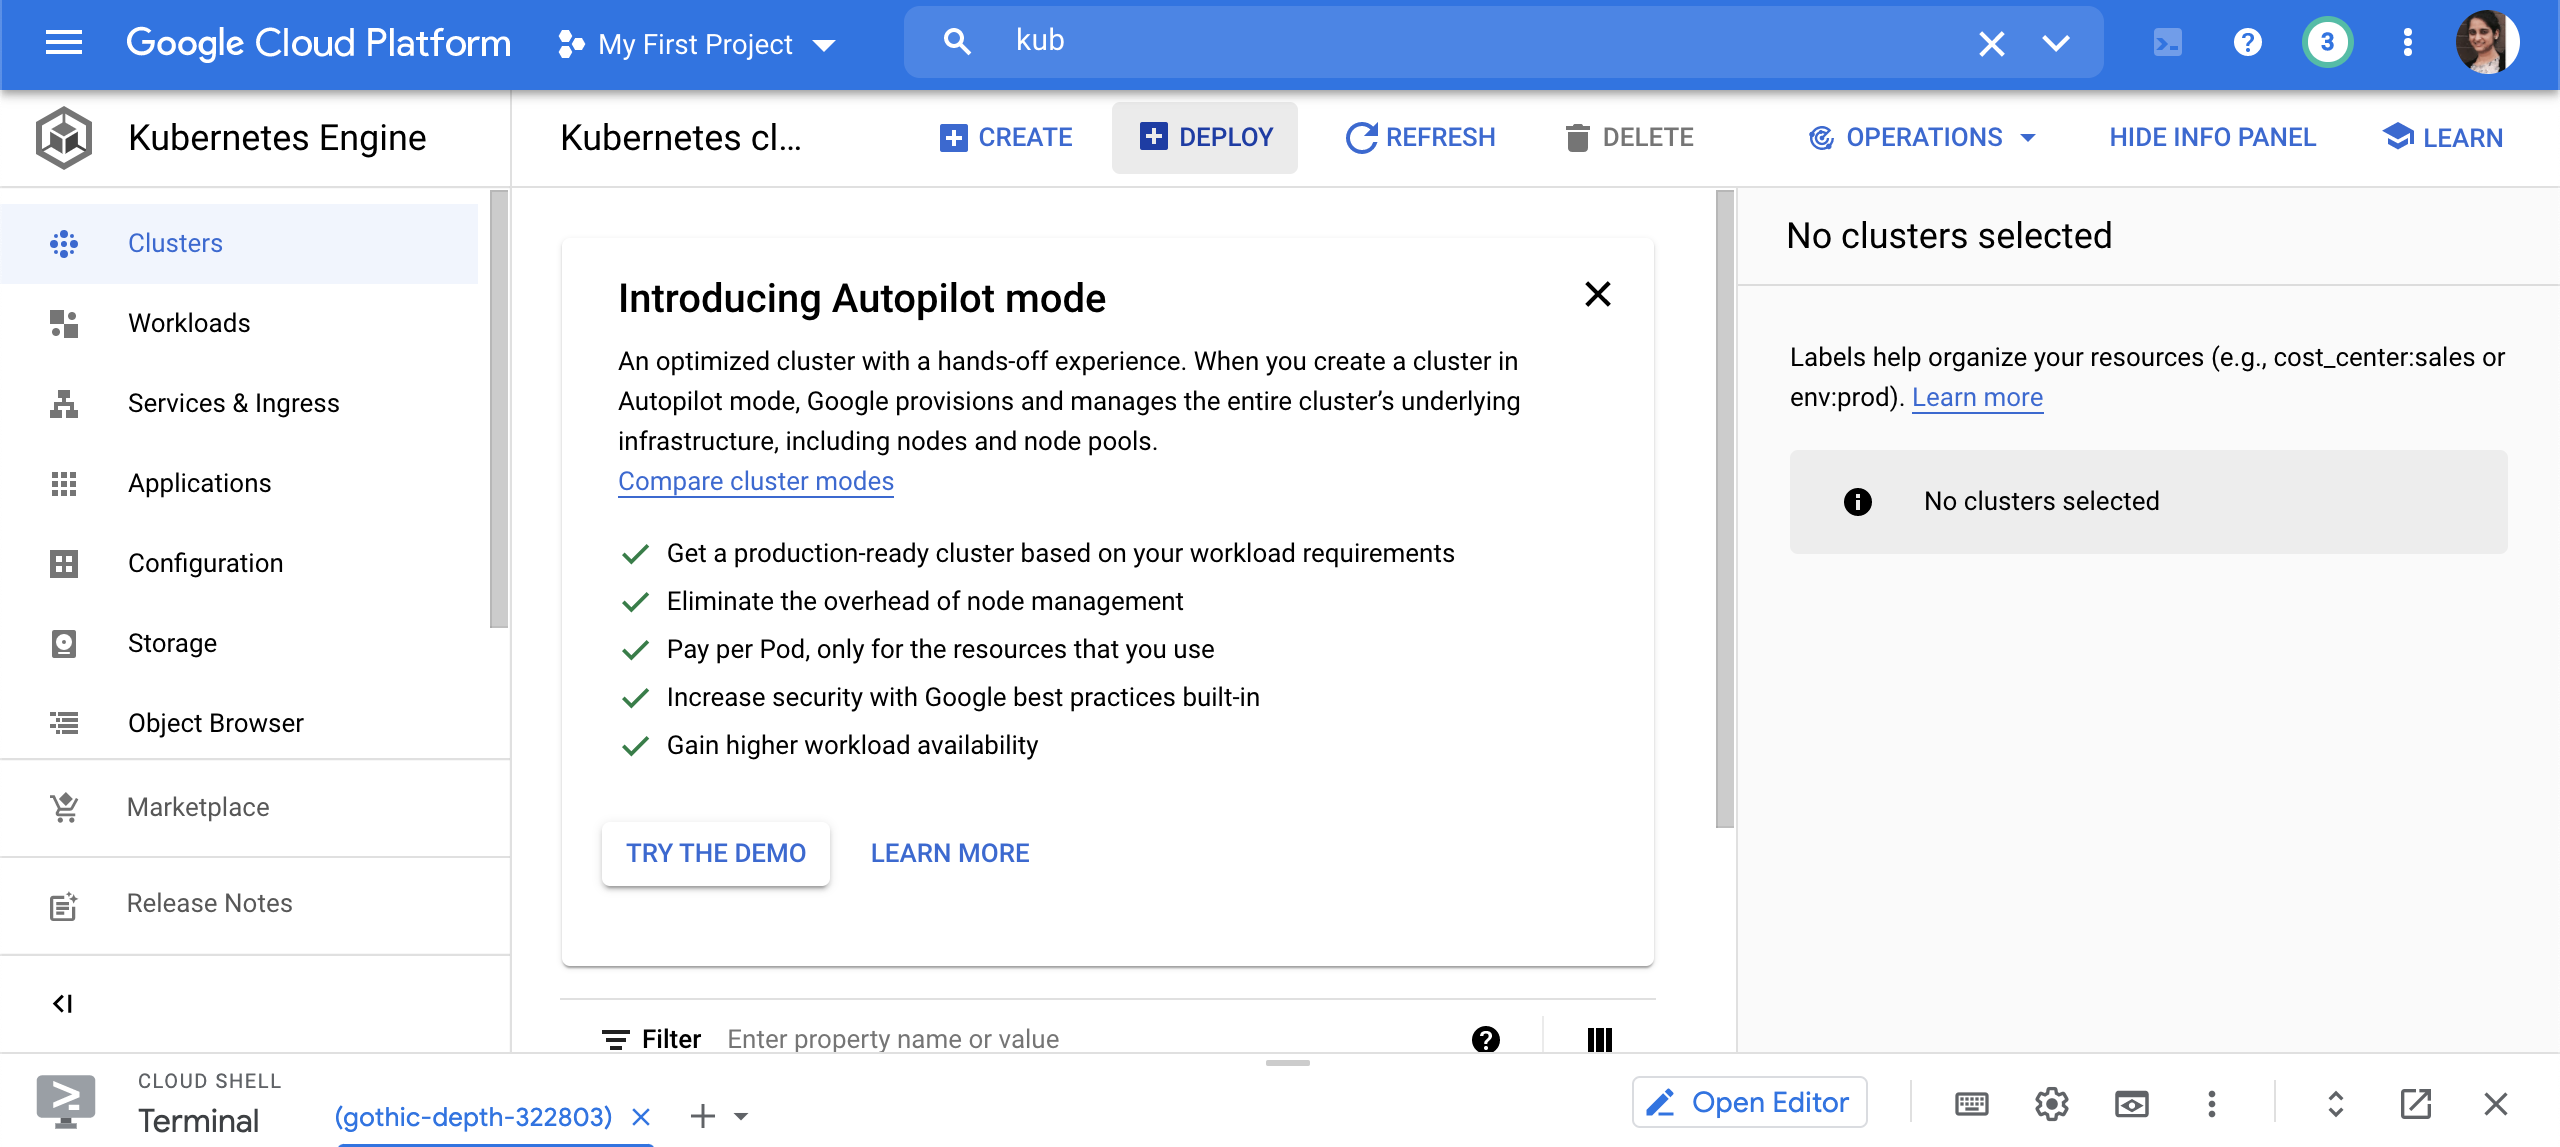 Google Cloud Platform
My First Project
kub
3
Kubernetes Engine
Kubernetes cl...
CREATE
DEPLOY
REFRESH
DELETE
OPERATIONS
HIDE INFO PANEL
LEARN
Clusters
Workloads
Services & Ingress
Applications
Configuration
Storage
Object Browser
Marketplace
Release Notes
Introducing Autopilot mode
An optimized cluster with a hands-off experience. When you create a cluster in
Autopilot mode, Google provisions and manages the entire cluster’s underlying
infrastructure, including nodes and node pools.
Compare cluster modes
Get a production-ready cluster based on your workload requirements
Eliminate the overhead of node management
Pay per Pod, only for the resources that you use
Increase security with Google best practices built-in
Gain higher workload availability
TRY THE DEMO
LEARN MORE
Filter
Enter property name or value
No clusters selected
Labels help organize your resources (e.g., cost_center:sales or
env:prod). Learn more
No clusters selected
CLOUD SHELL
Terminal
(gothic-depth-322803)
Open Editor